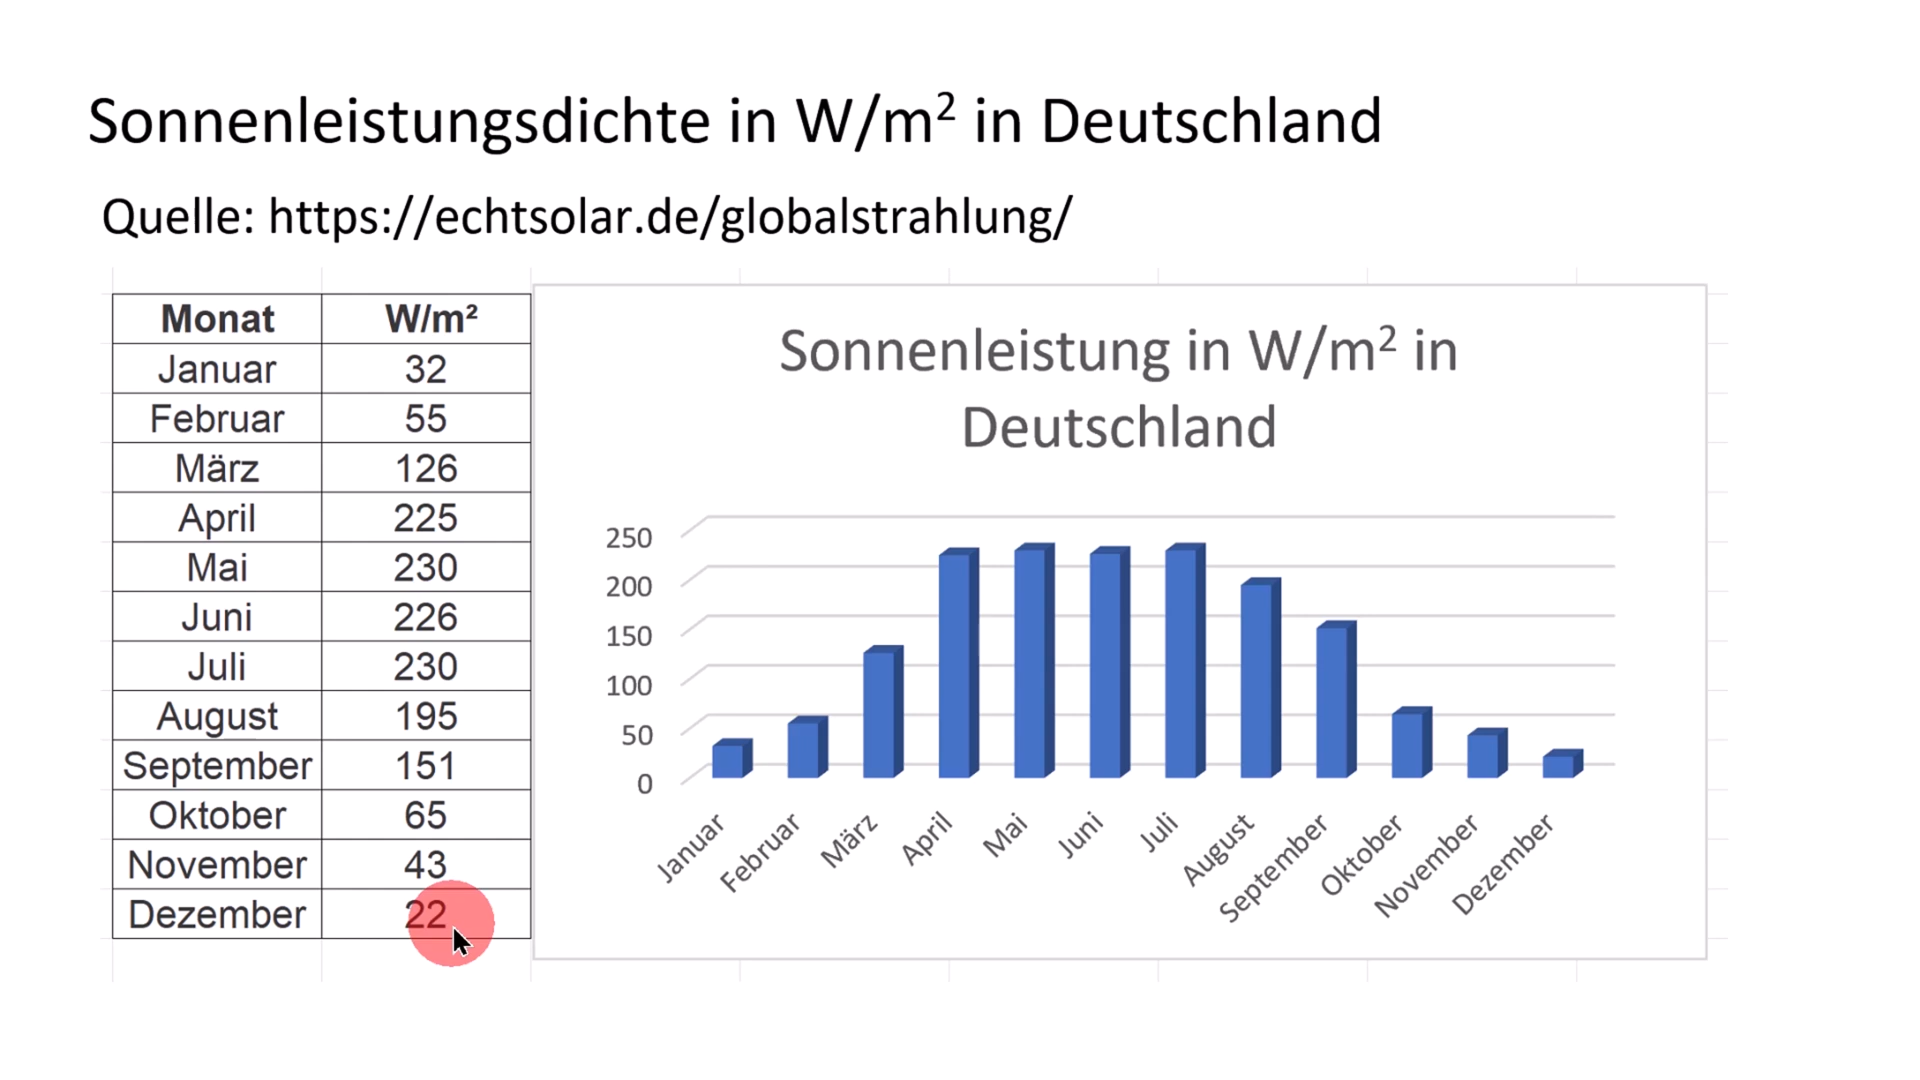 Sonnenleistungsdichte in W/m² in Deutschland
Quelle: https://echtsolar.de/globalstrahlung/
Monat W/m²
Januar 32
Februar 55
März 126
April 225
Mai 230
Juni 226
Juli 230
August 195
September 151
Oktober 65
November 43
Dezember 22
Sonnenleistung in W/m² in
Deutschland
250
200
150
100
50
0
Januar
Februar
März
April
Mai
Juni
Juli
August
September
Oktober
November
Dezember